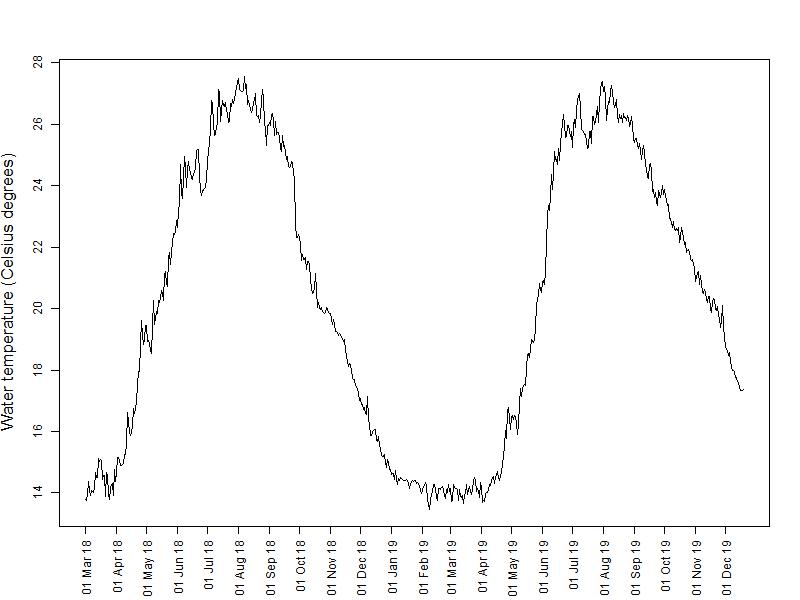 Water temperature (Celsius degrees)
28
26
24
22
20
18
16
14
01 Mar 18
01 Apr 18
01 May 18
01 Jun 18
01 Jul 18
01 Aug 18
01 Sep 18
01 Oct 18
01 Nov 18
01 Dec 18
01 Jan 19
01 Feb 19
01 Mar 19
01 Apr 19
01 May 19
01 Jun 19
01 Jul 19
01 Aug 19
01 Sep 19
01 Oct 19
01 Nov 19
01 Dec 19